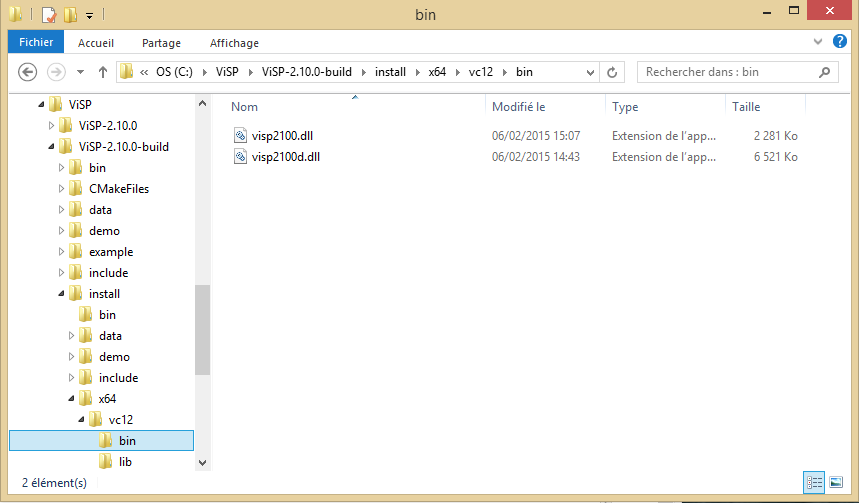 bin
Fichier Accueil Partage Affichage
« OS (C:) ViSP ViSP-2.10.0-build install x64 vc12 bin
Rechercher dans : bin
ViSP
ViSP-2.10.0
ViSP-2.10.0-build
bin
CMakeFiles
data
demo
example
include
install
bin
data
demo
include
x64
vc12
bin
lib
Nom Modifié le Type Taille
visp2100.dll 06/02/2015 15:07 Extension de l'app... 2 281 Ko
visp2100d.dll 06/02/2015 14:43 Extension de l'app... 6 521 Ko
2 élément(s)